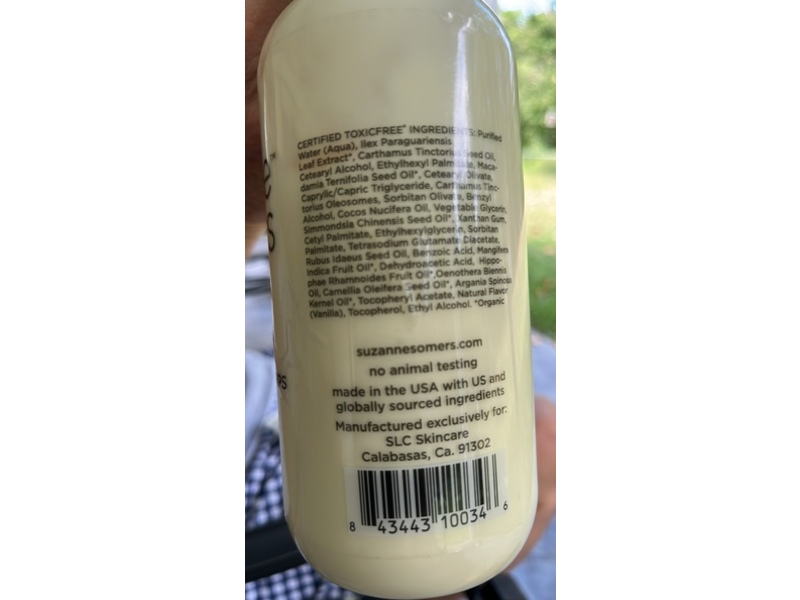 CERTIFIED TOXICFREE® INGREDIENTS: Purified
Water (Aqua), Ilex Paraguariensis
Leaf Extract*, Carthamus Tinctorius Seed Oil,
Cetearyl Alcohol, Ethylhexyl Palmitate, Maca-
damia Ternifolia Seed Oil*, Cetearyl Olivate,
Caprylic/Capric Triglyceride, Carthamus Tinc-
torius Oleosomes, Sorbitan Olivate, Benzyl
Alcohol, Cocos Nucifera Oil, Vegetable Glycerin,
Simmondsia Chinensis Seed Oil*, Xanthan Gum,
Cetyl Palmitate, Ethylhexylglycerin, Sorbitan
Palmitate, Tetrasodium Glutamate Diacetate,
Rubus Idaeus Seed Oil, Benzoic Acid, Mangifera
Indica Fruit Oil*, Dehydroacetic Acid, Hippo-
phae Rhamnoides Fruit Oil*,Oenothera Biennis
Oil, Camellia Oleifera Seed Oil*, Argania Spinosa
Kernel Oil*, Tocopheryl Acetate, Natural Flavor
(Vanilla), Tocopherol, Ethyl Alcohol. *Organic
suzannesomers.com
no animal testing
made in the USA with US and
globally sourced ingredients
Manufactured exclusively for:
SLC Skincare
Calabasas, Ca. 91302
8 43443 10034 6